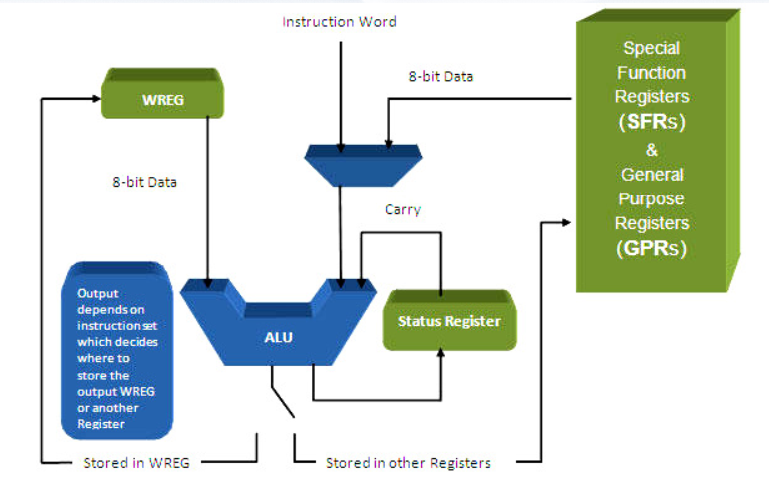 Instruction Word
Special
Function
Registers
(SFRs)
&
General
Purpose
Registers
(GPRs)
8-bit Data
WREG
8-bit Data
Carry
Output
depends on
instruction set
which decides
where to
store the
output WREG
or another
Register
ALU
Status Register
Stored in WREG
Stored in other Registers